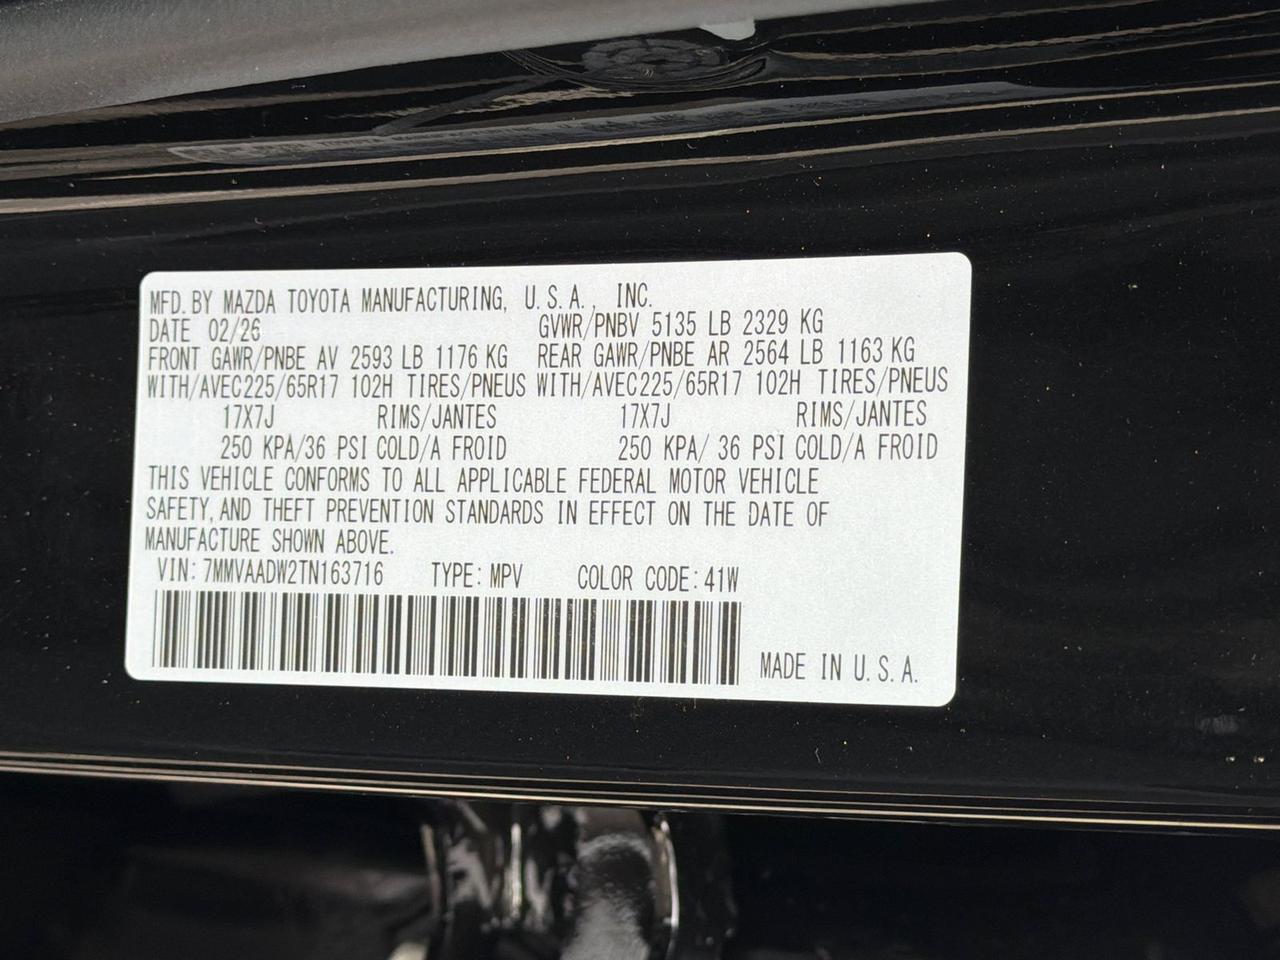 MFD. BY MAZDA TOYOTA MANUFACTURING, U.S.A., INC.
DATE 02/26 GVWR/PNBV 5135 LB 2329 KG
FRONT GAWR/PNBE AV 2593 LB 1176 KG REAR GAWR/PNBE AR 2564 LB 1163 KG
WITH/AVEC225/65R17 102H TIRES/PNEUS WITH/AVEC225/65R17 102H TIRES/PNEUS
17X7J RIMS/JANTES 17X7J RIMS/JANTES
250 KPA/36 PSI COLD/A FROID 250 KPA/ 36 PSI COLD/A FROID
THIS VEHICLE CONFORMS TO ALL APPLICABLE FEDERAL MOTOR VEHICLE
SAFETY, AND THEFT PREVENTION STANDARDS IN EFFECT ON THE DATE OF
MANUFACTURE SHOWN ABOVE.
VIN: 7MMVAADW2TN163716 TYPE: MPV COLOR CODE: 41W
MADE IN U.S.A.